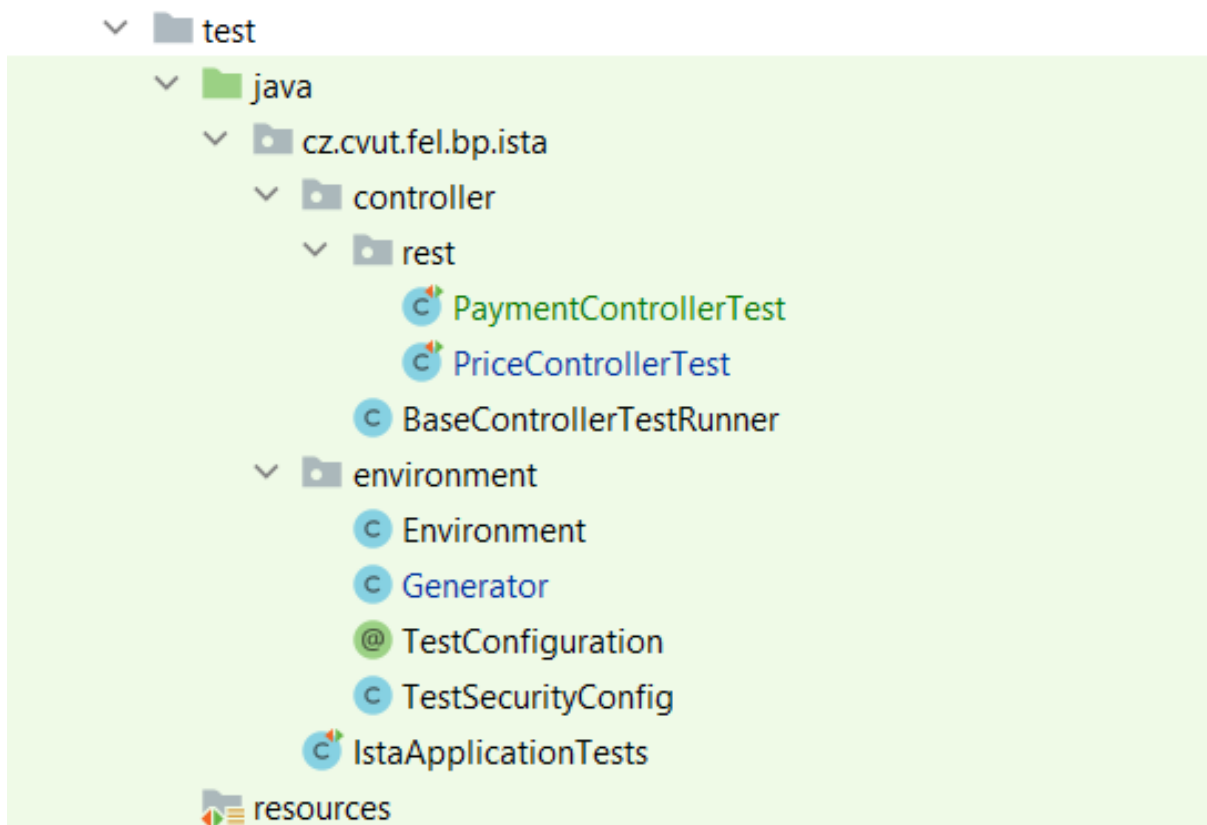 test
java
cz.cvut.fel.bp.ista
controller
rest
C PaymentControllerTest
C PriceControllerTest
C BaseControllerTestRunner
environment
C Environment
C Generator
@ TestConfiguration
C TestSecurityConfig
C IstaApplicationTests
resources